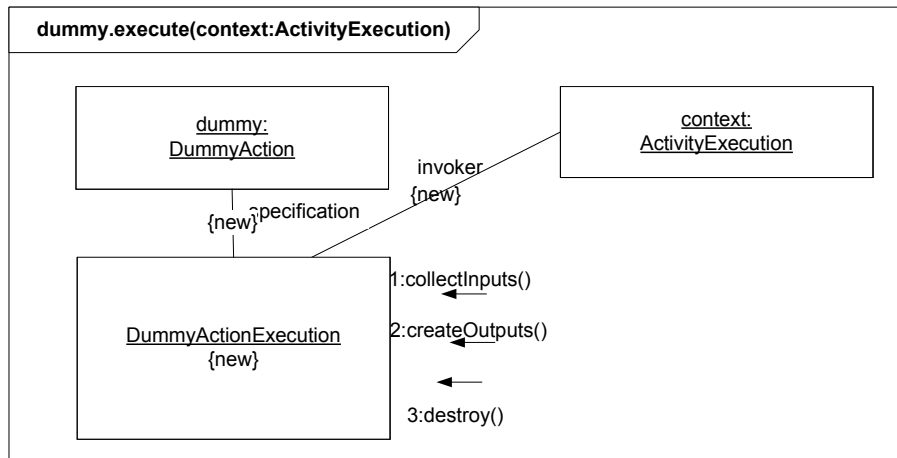 dummy.execute(context:ActivityExecution)
dummy:
DummyAction
context:
ActivityExecution
invoker
{new}
specification
{new}
DummyActionExecution
{new}
1:collectInputs()
2:createOutputs()
3:destroy()